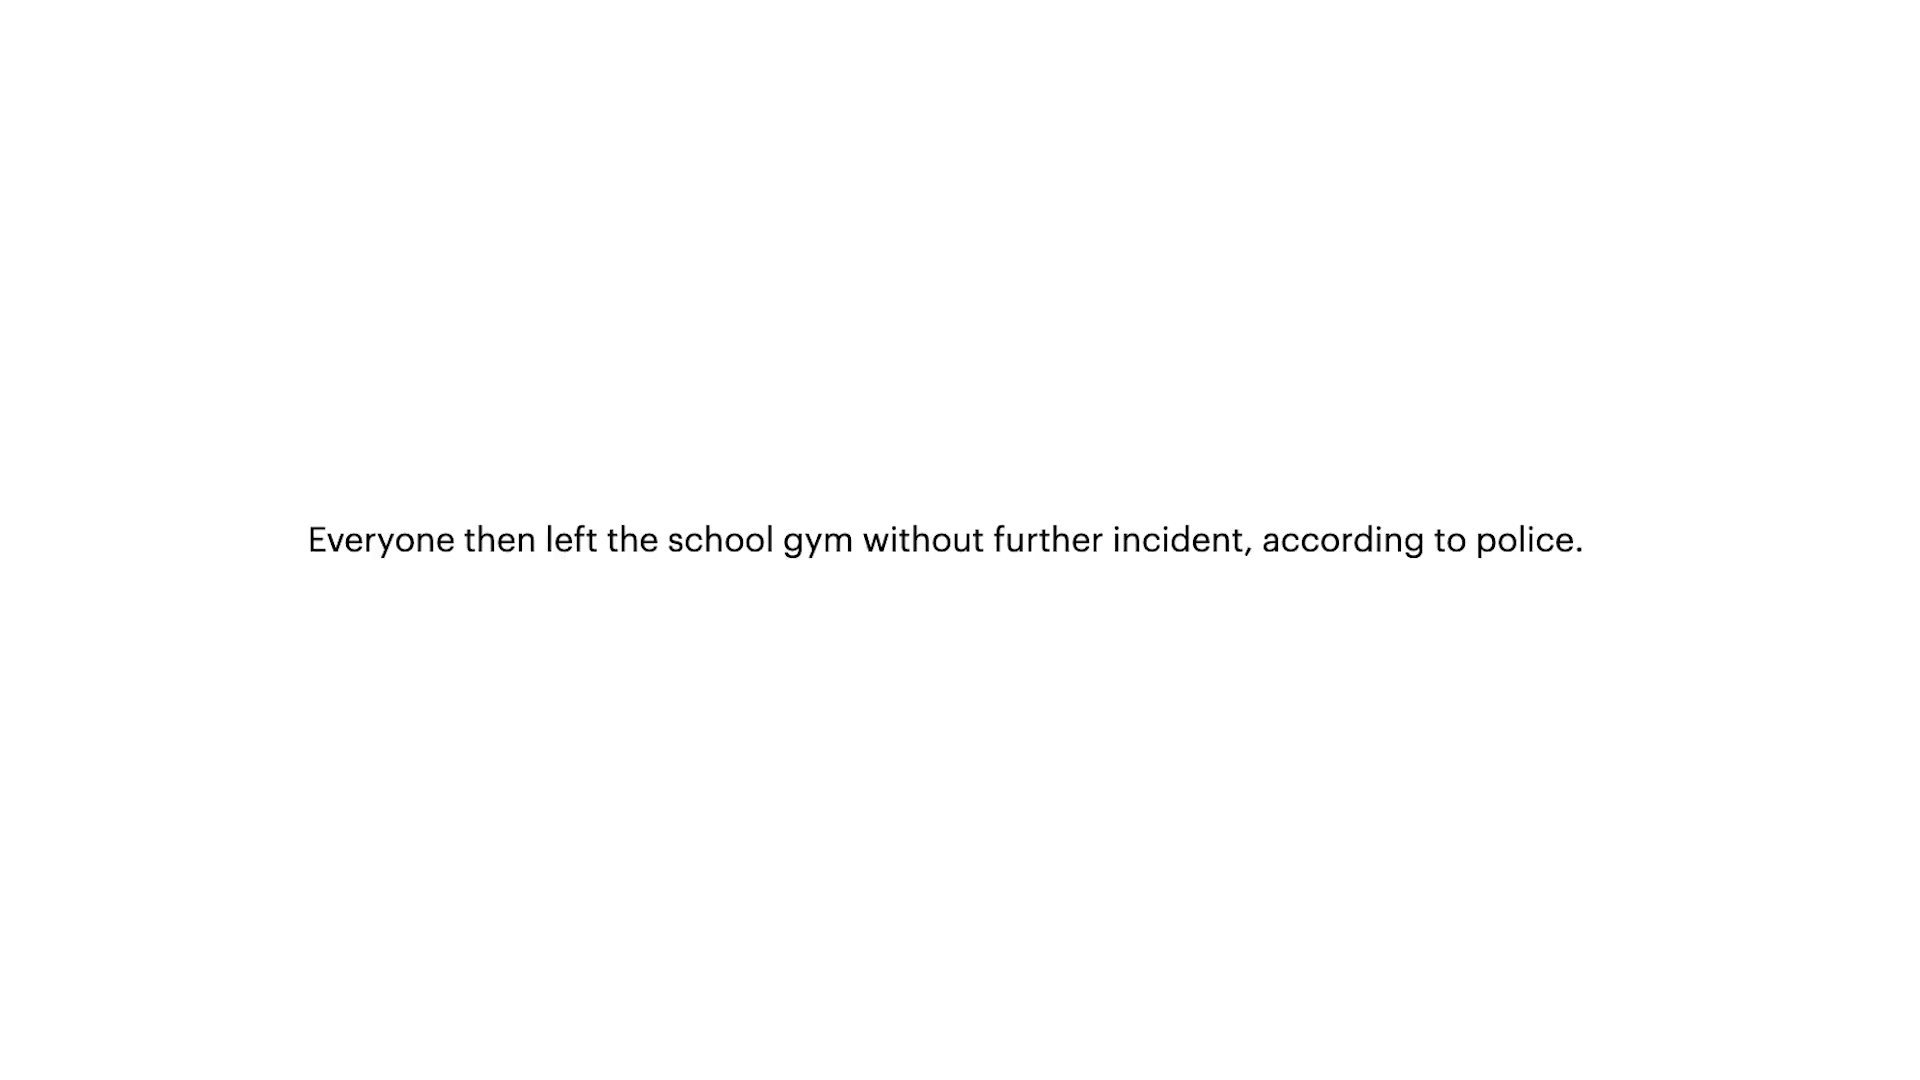 Everyone then left the school gym without further incident, according to police.